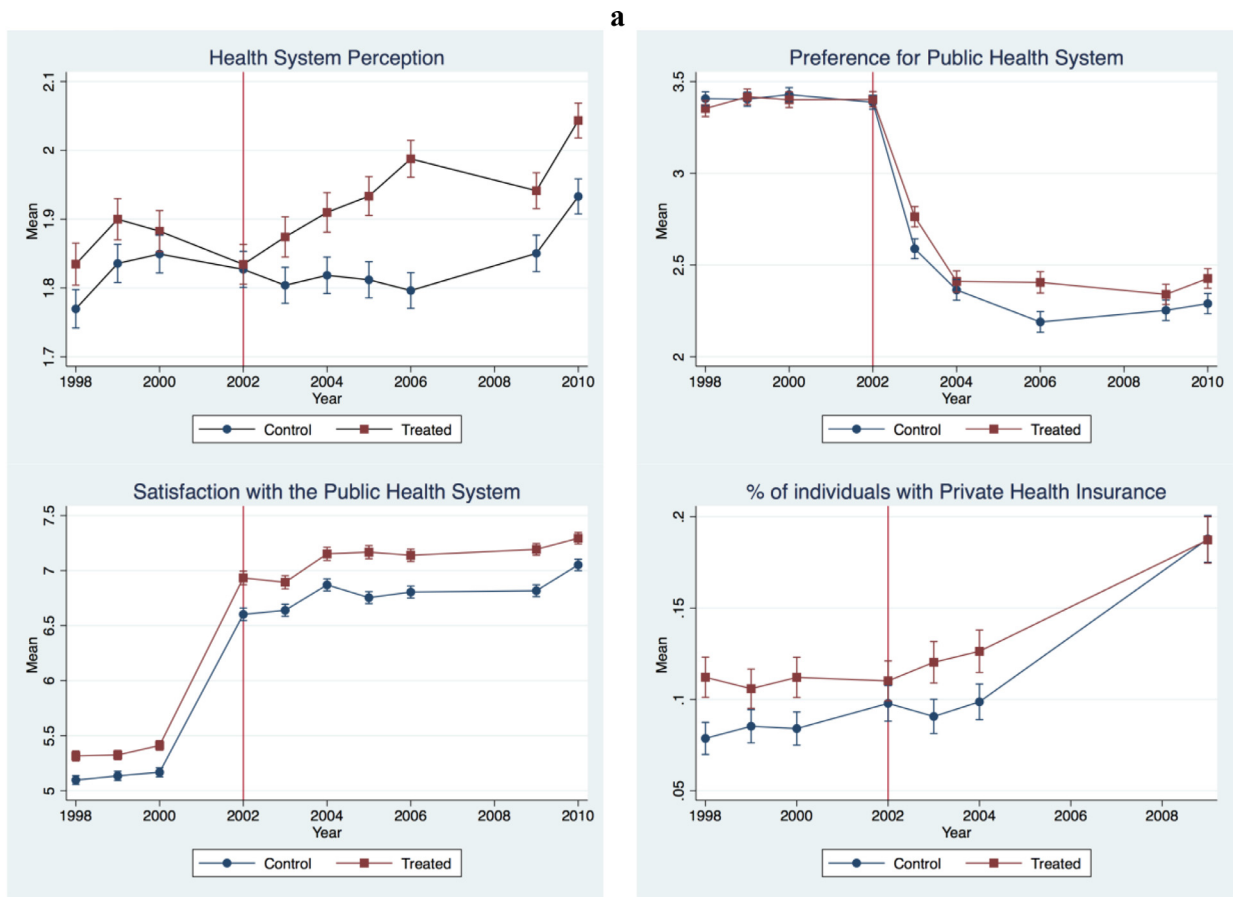 a
Health System Perception
2.1
2
1.9
1.8
1.7
Mean
1998 2000 2002 2004 2006 2008 2010
Year
Control Treated
Preference for Public Health System
3.5
3
2.5
2
Mean
1998 2000 2002 2004 2006 2008 2010
Year
Control Treated
Satisfaction with the Public Health System
7.5
7
6.5
6
5.5
5
Mean
1998 2000 2002 2004 2006 2008 2010
Year
Control Treated
% of individuals with Private Health Insurance
.2
.15
.1
.05
Mean
1998 2000 2002 2004 2006 2008
Year
Control Treated